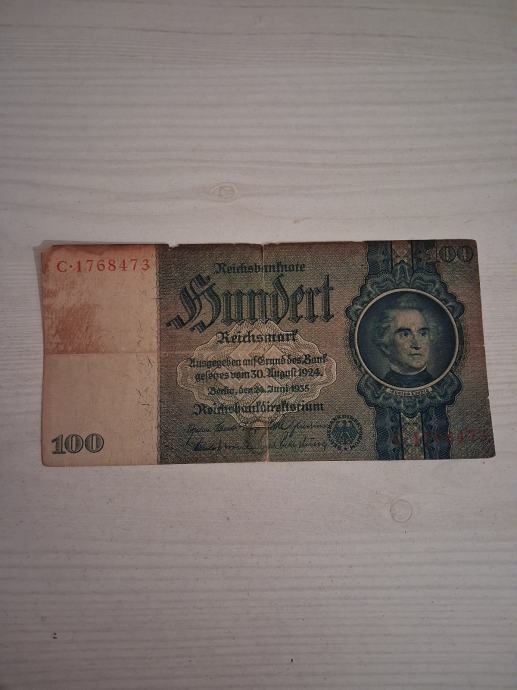 C·1768473
Reichsbanknote
100
Hundert
Reichsmark
Ausgegeben auf Grund des Bank
gesetzes vom 30. August 1924
Berlin, den 24. Juni 1935
Reichsbankdirektorium
100
C·1768473